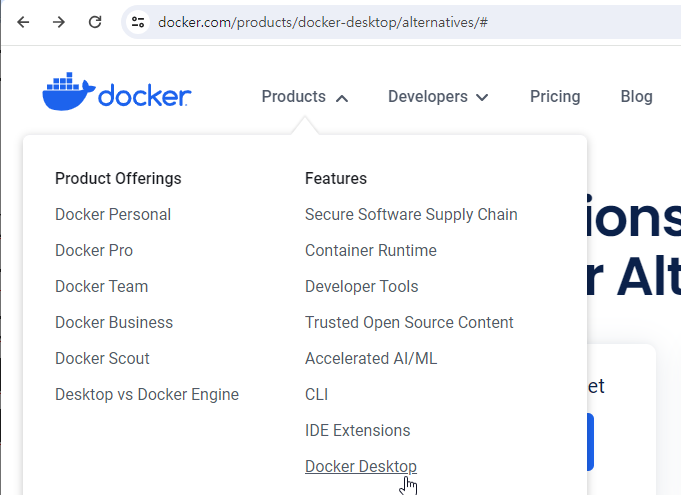 docker.com/products/docker-desktop/alternatives/#
docker
Products
Developers
Pricing
Blog
Product Offerings
Docker Personal
Docker Pro
Docker Team
Docker Business
Docker Scout
Desktop vs Docker Engine
Features
Secure Software Supply Chain
Container Runtime
Developer Tools
Trusted Open Source Content
Accelerated AI/ML
CLI
IDE Extensions
Docker Desktop
ions
r Alt
et